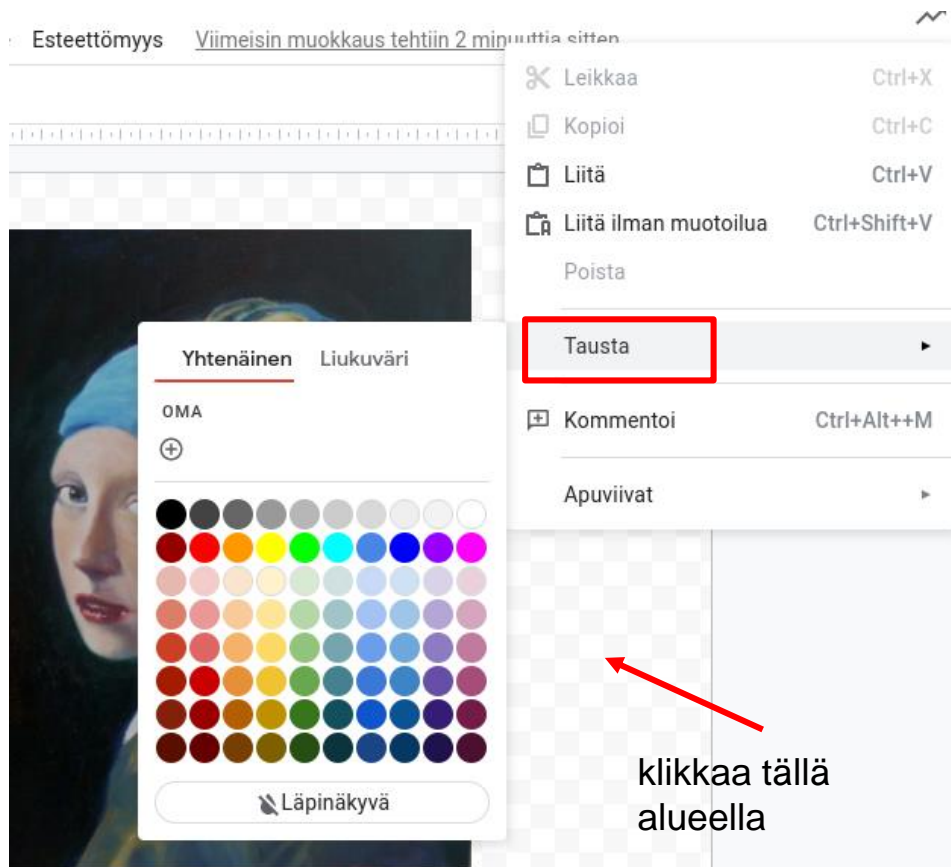 Esteettömyys Viimeisin muokkaus tehtiin 2 minuuttia sitten
Leikkaa Ctrl+X
Kopioi Ctrl+C
Liitä Ctrl+V
Liitä ilman muotoilua Ctrl+Shift+V
Poista
Tausta
Kommentoi Ctrl+Alt++M
Apuviivat
Yhtenäinen Liukuväri
OMA
Läpinäkyvä
klikkaa tällä
alueella